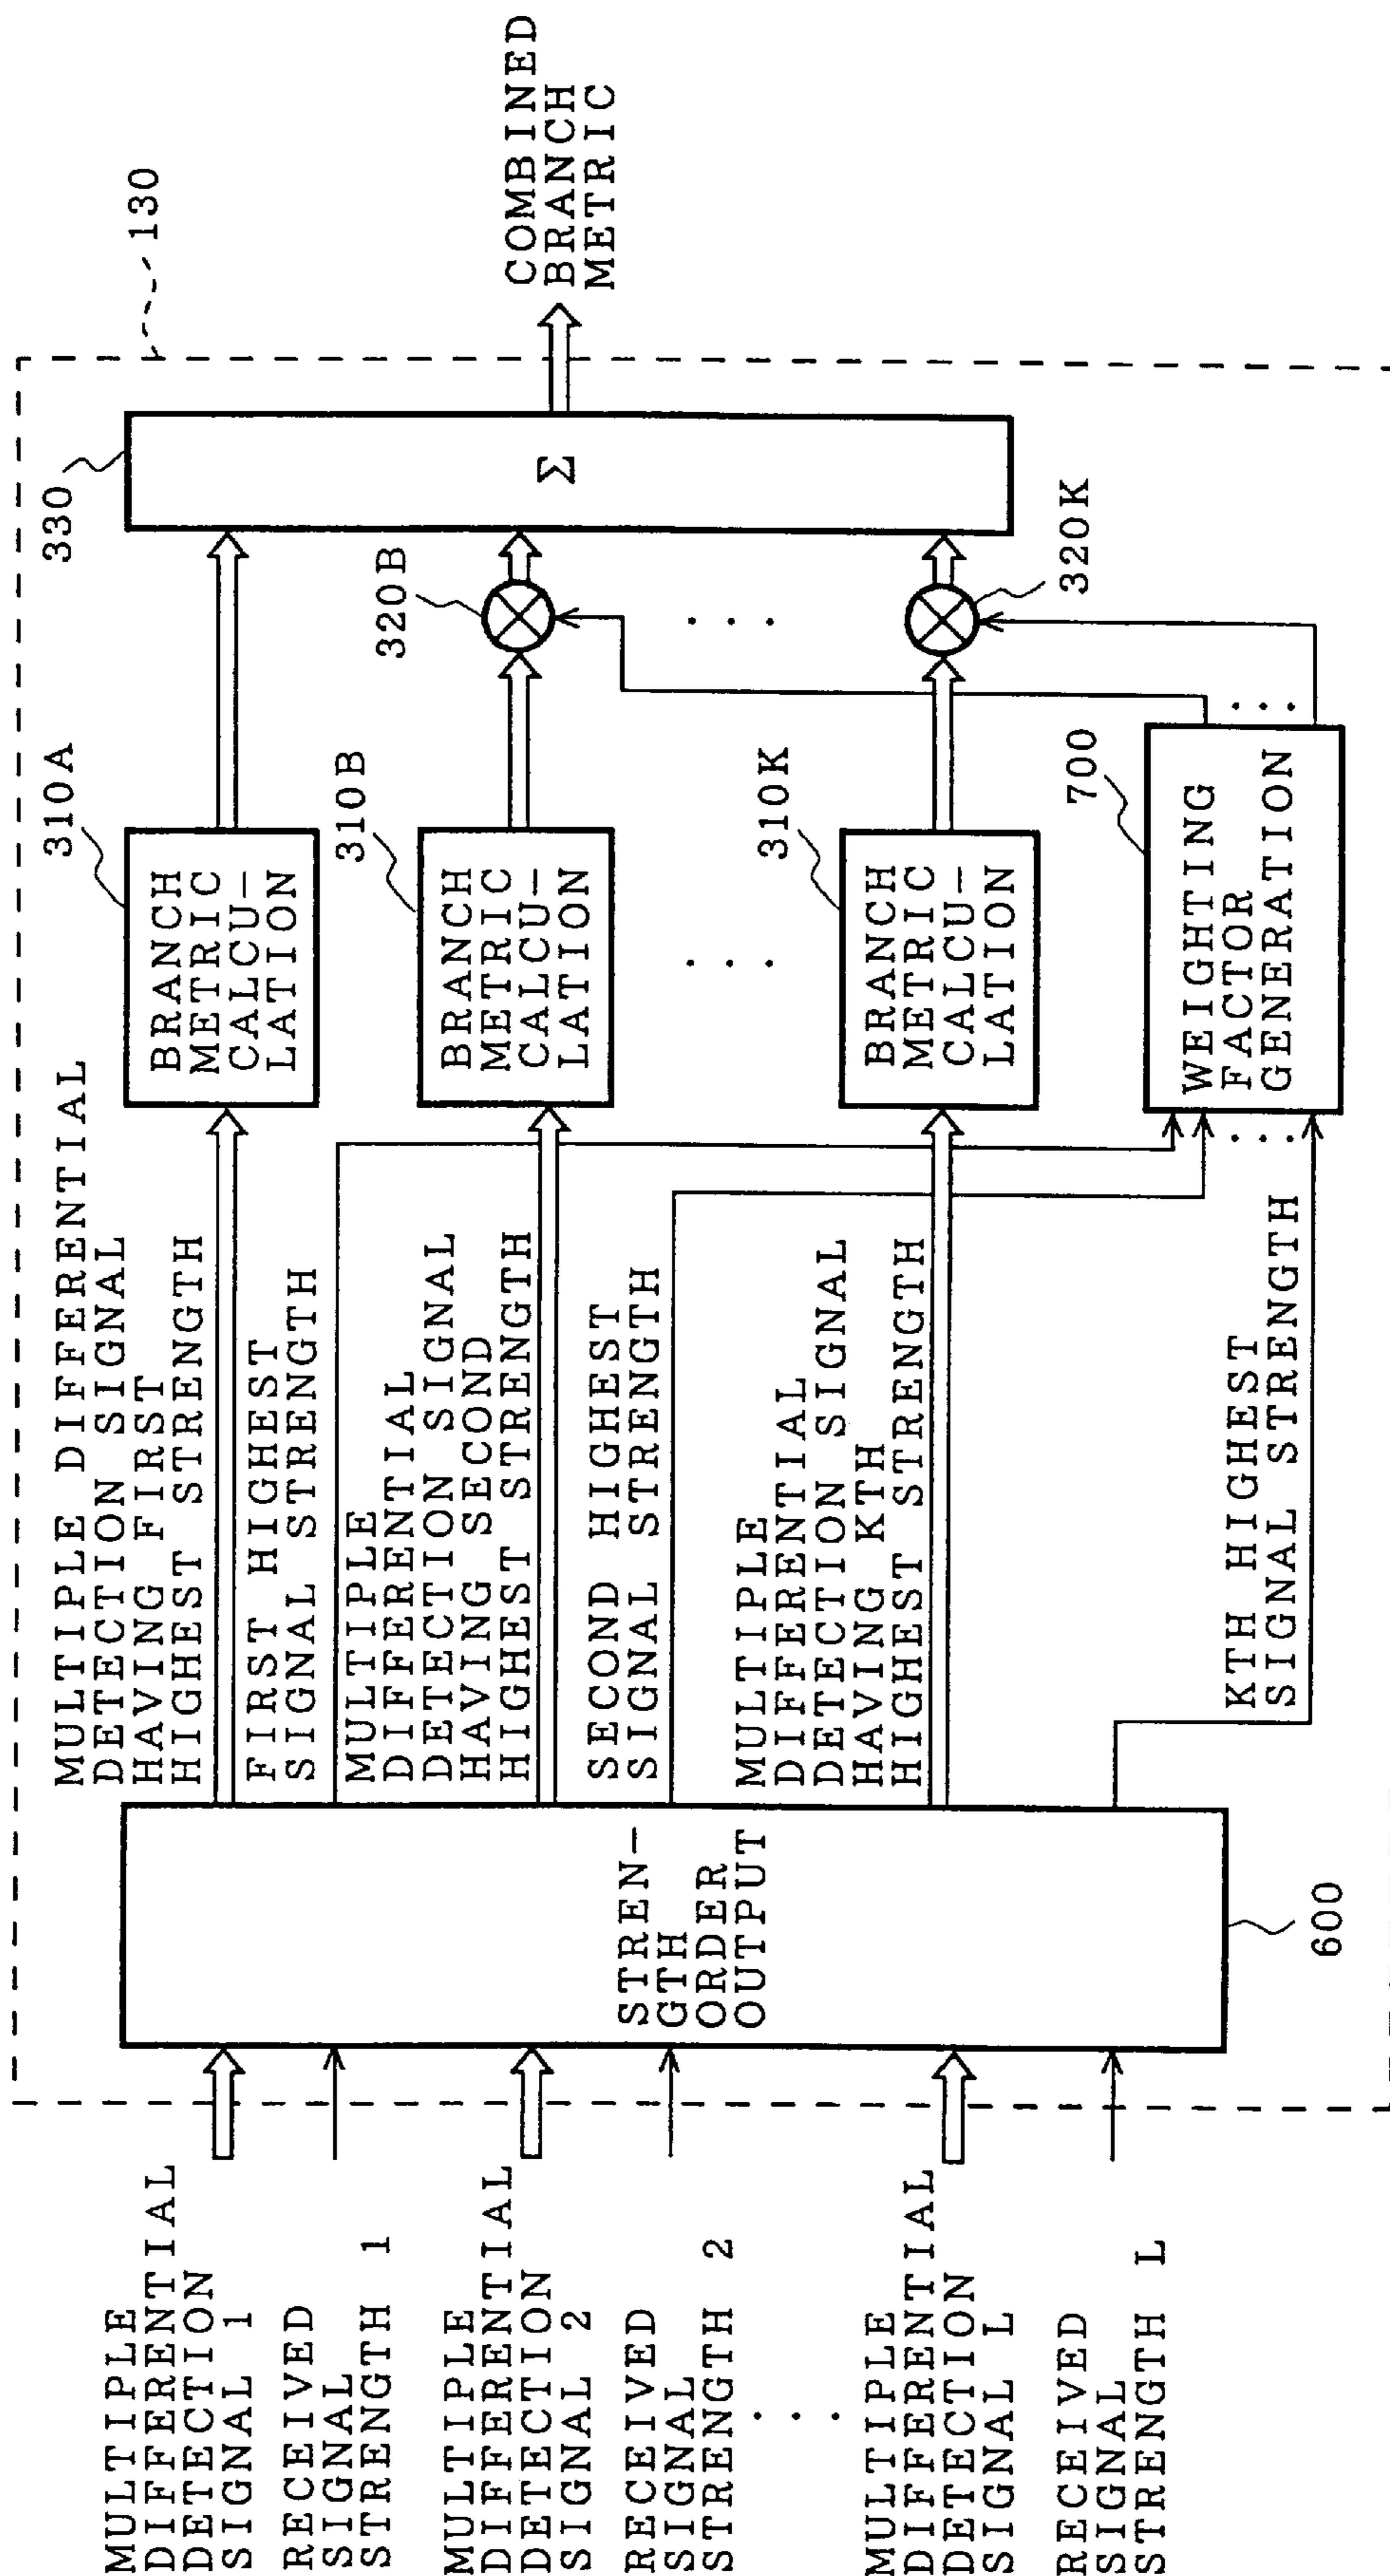 MULTIPLE
DIFFERENTIAL
DETECTION
SIGNAL 1
RECEIVED
SIGNAL
STRENGTH 1
MULTIPLE
DIFFERENTIAL
DETECTION
SIGNAL 2
RECEIVED
SIGNAL
STRENGTH 2
...
MULTIPLE
DIFFERENTIAL
DETECTION
SIGNAL L
RECEIVED
SIGNAL
STRENGTH L
STREN-
GTH
ORDER
OUTPUT
600
MULTIPLE DIFFERENTIAL
DETECTION SIGNAL
HAVING FIRST
HIGHEST STRENGTH
FIRST HIGHEST
SIGNAL STRENGTH
MULTIPLE
DIFFERENTIAL
DETECTION SIGNAL
HAVING SECOND
HIGHEST STRENGTH
SECOND HIGHEST
SIGNAL STRENGTH
MULTIPLE
DIFFERENTIAL
DETECTION SIGNAL
HAVING KTH
HIGHEST STRENGTH
KTH HIGHEST
SIGNAL STRENGTH
310A
BRANCH
METRIC
CALCU-
LATION
310B
BRANCH
METRIC
CALCU-
LATION
...
310K
BRANCH
METRIC
CALCU-
LATION
700
WEIGHTING
FACTOR
GENERATION
...
...
320B
...
320K
330
Σ
130
COMBINED
BRANCH
METRIC